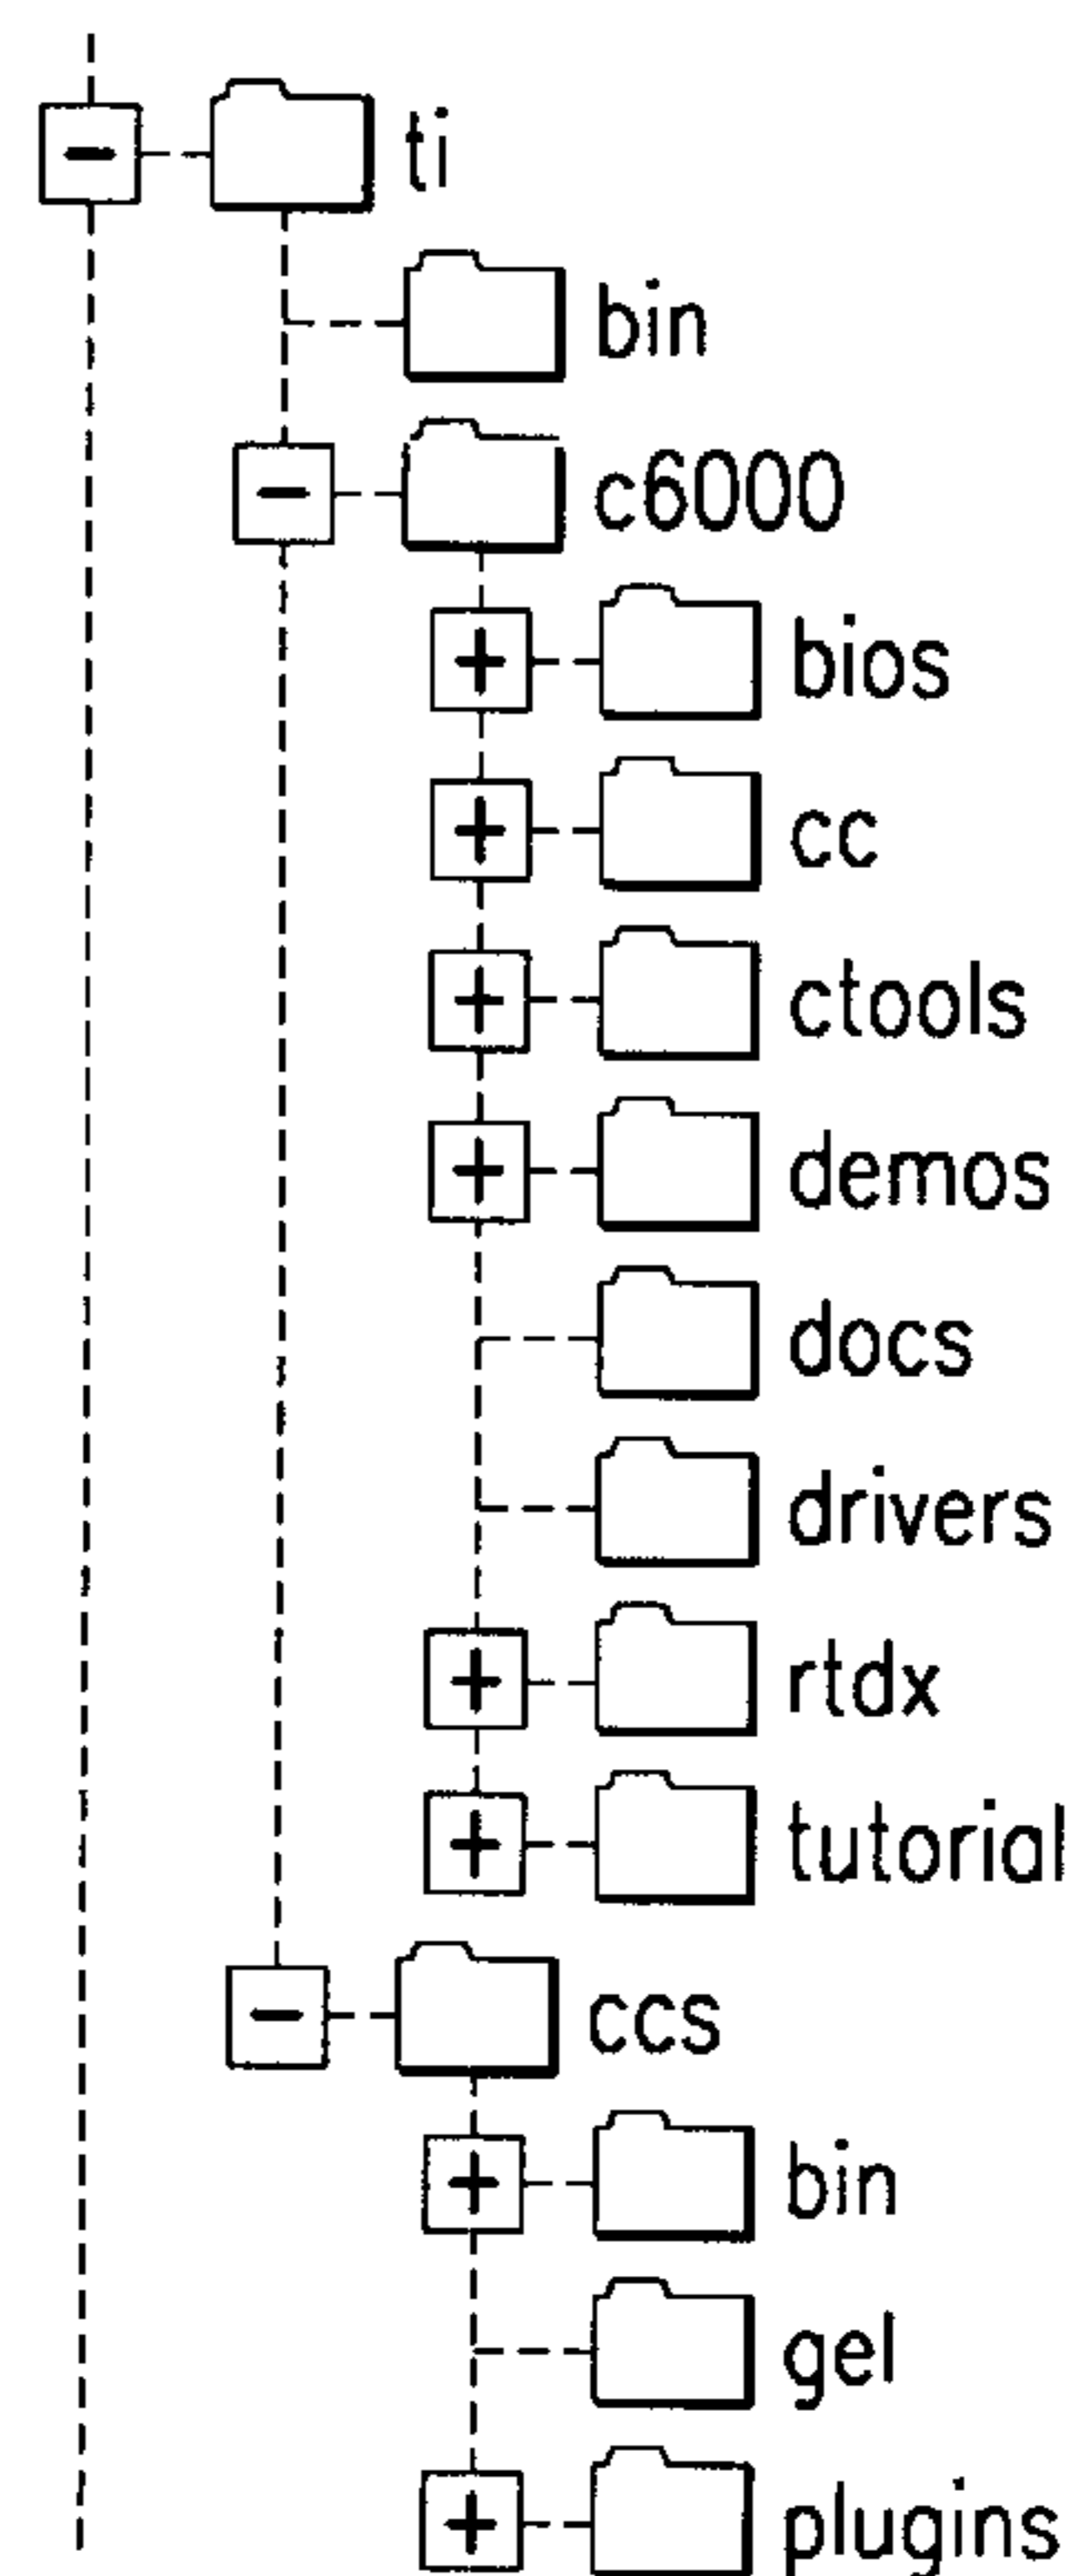 ti
bin
c6000
bios
cc
ctools
demos
docs
drivers
rtdx
tutorial
ccs
bin
gel
plugins